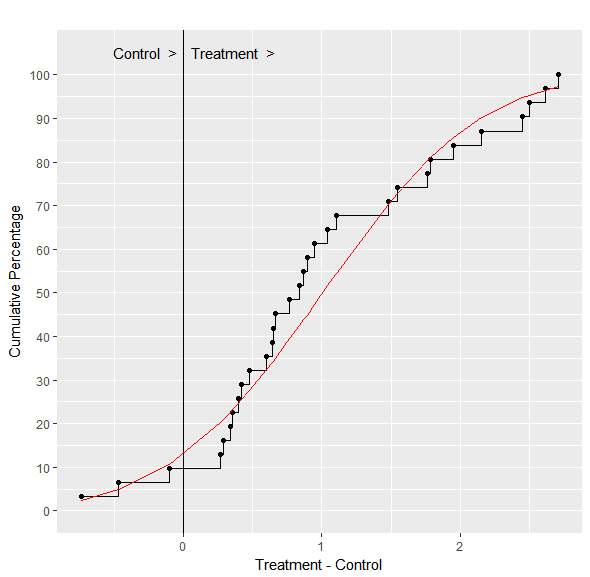 Control > Treatment >
100
90
80
70
60
50
40
30
20
10
0
Cumulative Percentage
0 1 2
Treatment - Control